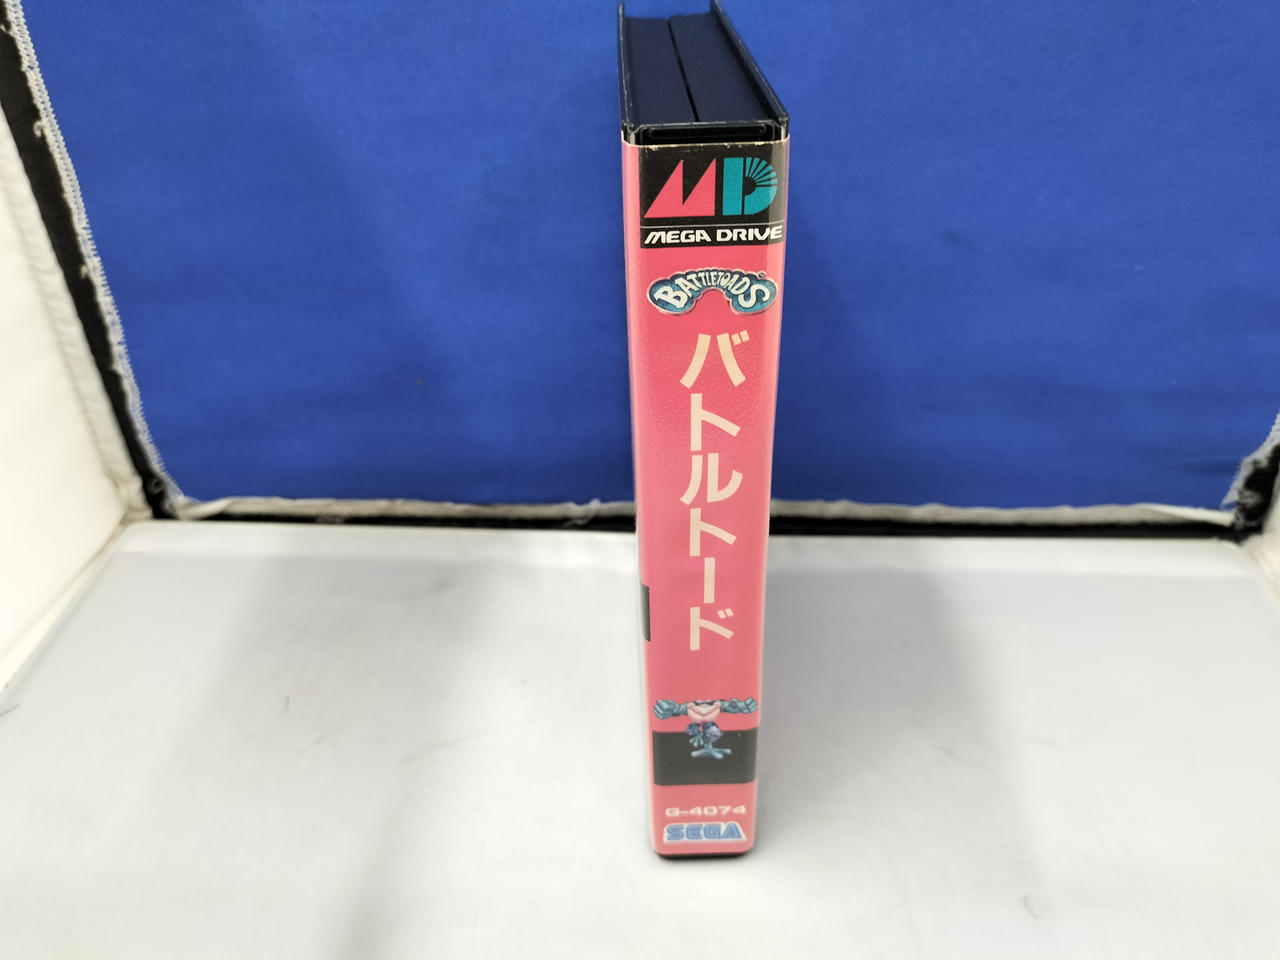 MD
MEGA DRIVE
BATTLETOADS
バトルトード
G-4074
SEGA